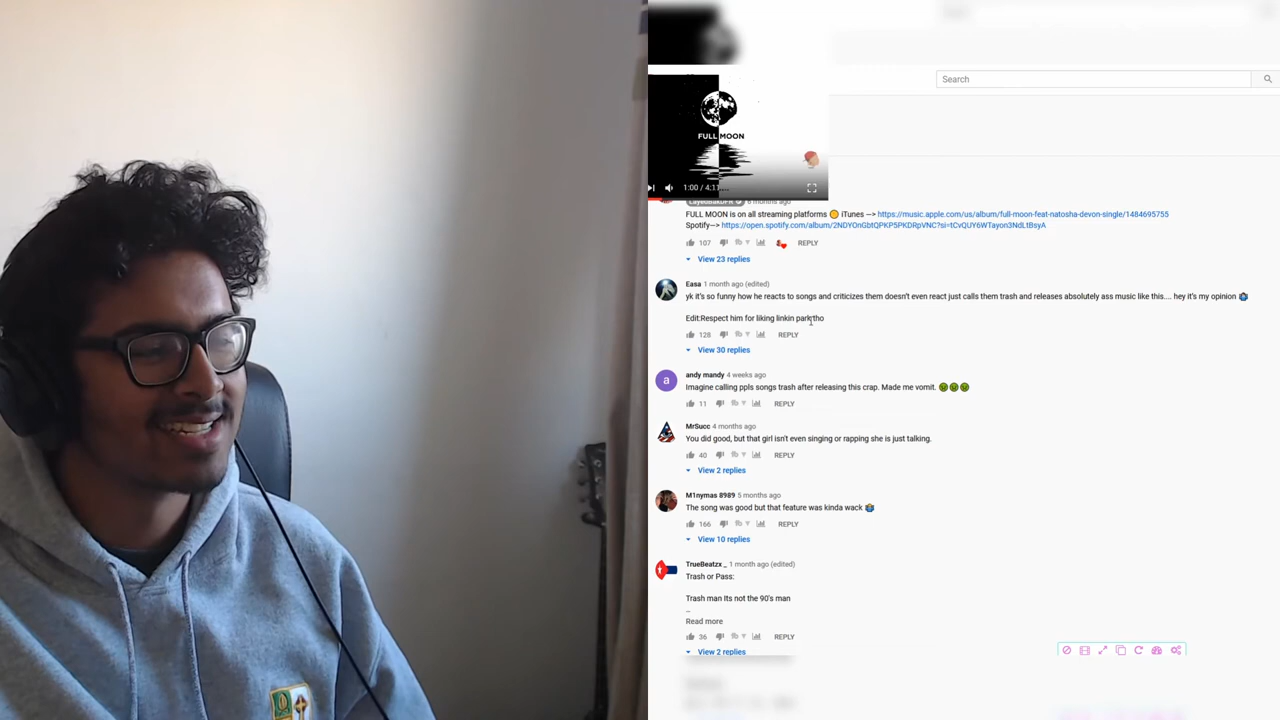 Search
FULL MOON
1:00 / 4:11
6 months ago
FULL MOON is on all streaming platforms 🌕 iTunes --> https://music.apple.com/us/album/full-moon-feat-natosha-devon-single/1484695755
Spotify--> https://open.spotify.com/album/2NDYOnGbtQPKP5PKDRpVNC?si=tCvQUY6WTayon3NdLtBsyA
107 REPLY
View 23 replies
Easa 1 month ago (edited)
yk it's so funny how he reacts to songs and criticizes them doesn't even react just calls them trash and releases absolutely ass music like this.... hey it's my opinion 🤷
Edit:Respect him for liking linkin park tho
128 REPLY
View 30 replies
a
andy mandy 4 weeks ago
Imagine calling ppls songs trash after releasing this crap. Made me vomit. 🤢🤢🤢
11 REPLY
MrSucc 4 months ago
You did good, but that girl isn't even singing or rapping she is just talking.
40 REPLY
View 2 replies
M1nymas 8989 5 months ago
The song was good but that feature was kinda wack 🤷
166 REPLY
View 10 replies
TrueBeatzx _ 1 month ago (edited)
Trash or Pass:
Trash man Its not the 90's man
..
Read more
36 REPLY
View 2 replies